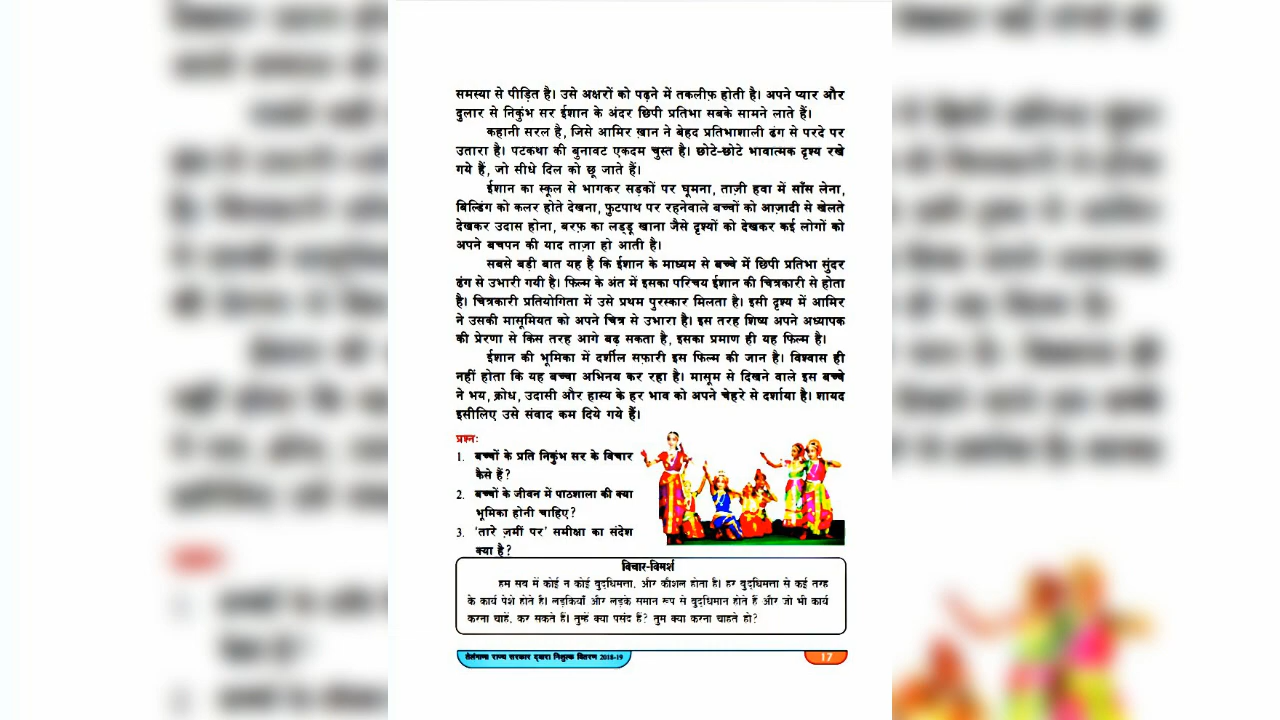 समस्या से पीड़ित है। उसे अक्षरों को पढ़ने में तकलीफ़ होती है। अपने प्यार और
दुलार से निकुंभ सर ईशान के अंदर छिपी प्रतिभा सबके सामने लाते हैं।
कहानी सरल है, जिसे आमिर ख़ान ने बेहद प्रतिभाशाली ढंग से परदे पर
उतारा है। पटकथा की बुनावट एकदम चुस्त है। छोटे-छोटे भावात्मक दृश्य रखे
गये हैं, जो सीधे दिल को छू जाते हैं।
ईशान का स्कूल से भागकर सड़कों पर घूमना, ताज़ी हवा में साँस लेना,
बिल्डिंग को कलर होते देखना, फुटपाथ पर रहनेवाले बच्चों को आज़ादी से खेलते
देखकर उदास होना, बरफ़ का लड्डू खाना जैसे दृश्यों को देखकर कई लोगों को
अपने बचपन की याद ताज़ा हो आती है।
सबसे बड़ी बात यह है कि ईशान के माध्यम से बच्चे में छिपी प्रतिभा सुंदर
ढंग से उभारी गयी है। फिल्म के अंत में इसका परिचय ईशान की चित्रकारी से होता
है। चित्रकारी प्रतियोगिता में उसे प्रथम पुरस्कार मिलता है। इसी दृश्य में आमिर
ने उसकी मासूमियत को अपने चित्र से उभारा है। इस तरह शिष्य अपने अध्यापक
की प्रेरणा से किस तरह आगे बढ़ सकता है, इसका प्रमाण ही यह फिल्म है।
ईशान की भूमिका में दर्शील सफ़ारी इस फिल्म की जान है। विश्वास ही
नहीं होता कि यह बच्चा अभिनय कर रहा है। मासूम से दिखने वाले इस बच्चे
ने भय, क्रोध, उदासी और हास्य के हर भाव को अपने चेहरे से दर्शाया है। शायद
इसीलिए उसे संवाद कम दिये गये हैं।
प्रश्न:
1. बच्चों के प्रति निकुंभ सर के विचार
कैसे हैं?
2. बच्चों के जीवन में पाठशाला की क्या
भूमिका होनी चाहिए?
3. 'तारे ज़मीं पर' समीक्षा का संदेश
क्या है?
विचार-विमर्श
हम सब में कोई न कोई बुद्धिमत्ता, और कौशल होता है। हर बुद्धिमत्ता से कई तरह
के कार्य पेशे होते हैं। लड़कियाँ और लड़के समान रूप से बुद्धिमान होते हैं और जो भी कार्य
करना चाहें, कर सकते हैं। तुम्हें क्या पसंद हैं? तुम क्या करना चाहते हो?
तेलंगाणा राज्य सरकार द्वारा निशुल्क वितरण 2018-19
17